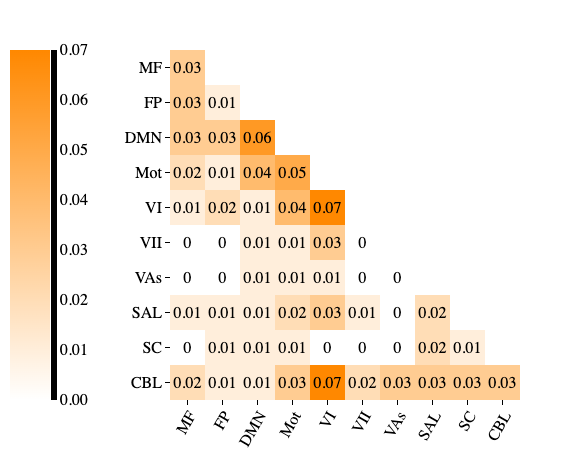 0.07
0.06
0.05
0.04
0.03
0.02
0.01
0.00
MF 0.03
FP 0.03 0.01
DMN 0.03 0.03 0.06
Mot 0.02 0.01 0.04 0.05
VI 0.01 0.02 0.01 0.04 0.07
VII 0 0 0.01 0.01 0.03 0
VAs 0 0 0.01 0.01 0.01 0 0
SAL 0.01 0.01 0.01 0.02 0.03 0.01 0 0.02
SC 0 0.01 0.01 0.01 0 0 0 0.02 0.01
CBL 0.02 0.01 0.01 0.03 0.07 0.02 0.03 0.03 0.03 0.03
MF FP DMN Mot VI VII VAs SAL SC CBL